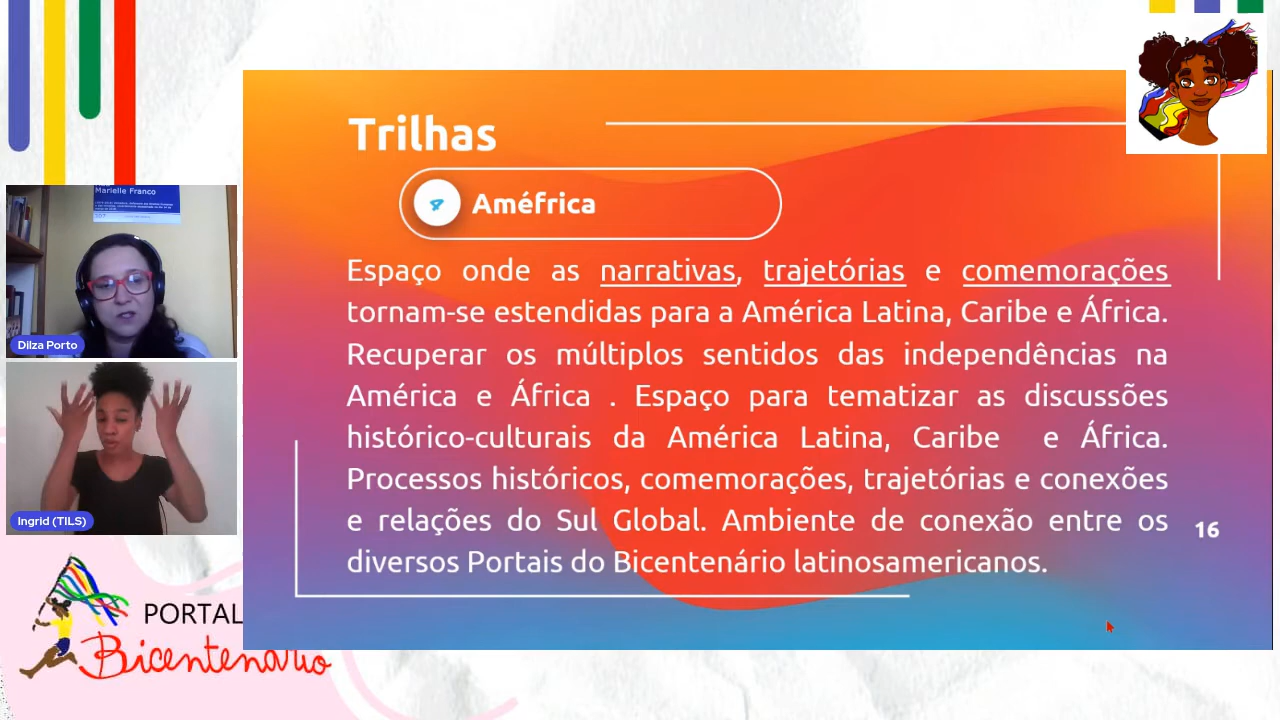 Trilhas
4
Améfrica
Espaço onde as narrativas, trajetórias e comemorações
tornam-se estendidas para a América Latina, Caribe e África.
Recuperar os múltiplos sentidos das independências na
América e África . Espaço para tematizar as discussões
histórico-culturais da América Latina, Caribe e África.
Processos históricos, comemorações, trajetórias e conexões
e relações do Sul Global. Ambiente de conexão entre os
diversos Portais do Bicentenário latinosamericanos.
16
Marielle Franco
Dilza Porto
Ingrid (TILS)
PORTAL
Bicentenário